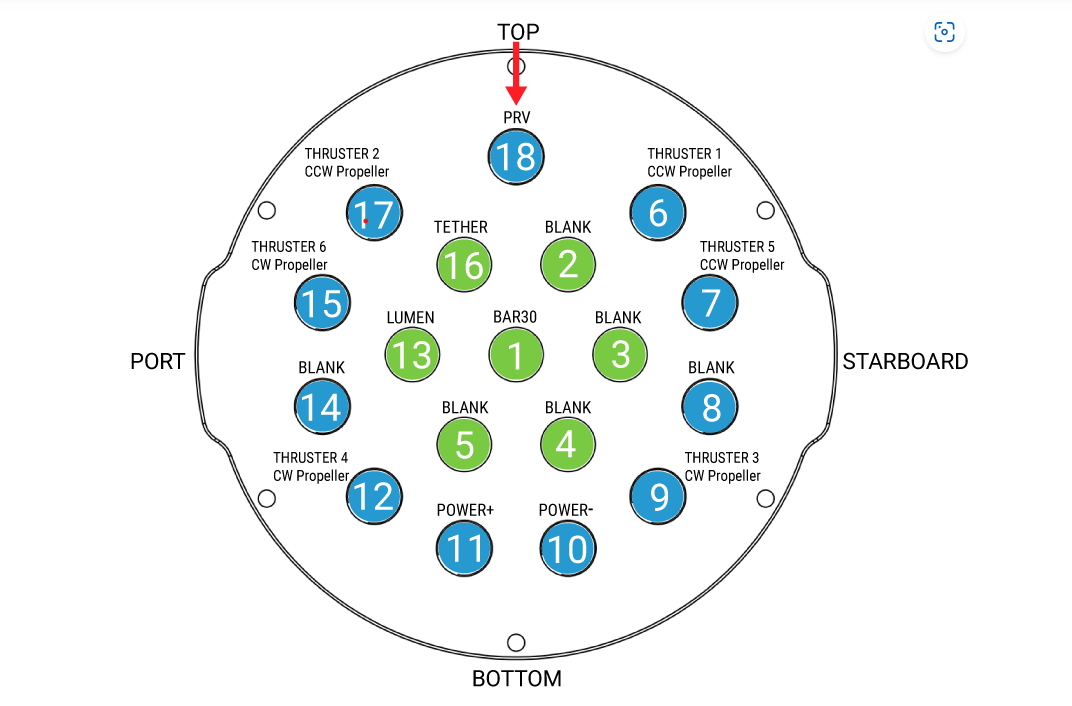 TOP
PRV
18
THRUSTER 2
CCW Propeller
17
THRUSTER 1
CCW Propeller
6
TETHER
16
BLANK
2
THRUSTER 6
CW Propeller
15
THRUSTER 5
CCW Propeller
7
LUMEN
13
BAR30
1
BLANK
3
PORT
STARBOARD
BLANK
14
BLANK
8
BLANK
5
BLANK
4
THRUSTER 4
CW Propeller
12
THRUSTER 3
CW Propeller
9
POWER+
11
POWER-
10
BOTTOM